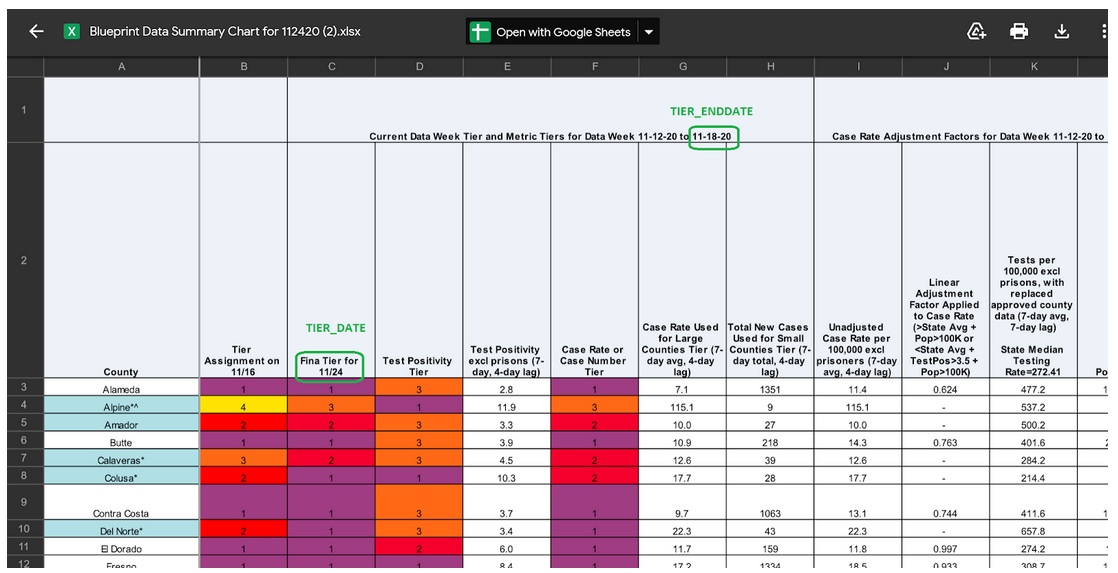 Blueprint Data Summary Chart for 112420 (2).xlsx
Open with Google Sheets
A B C D E F G H I J K
1
TIER_ENDDATE
Current Data Week Tier and Metric Tiers for Data Week 11-12-20 to 11-18-20
Case Rate Adjustment Factors for Data Week 11-12-20 to
2
County
Tier
Assignment on
11/16
TIER_DATE
Fina Tier for
11/24
Test Positivity
Tier
Test Positivity
excl prisons (7-
day, 4-day lag)
Case Rate or
Case Number
Tier
Case Rate Used
for Large
Counties Tier (7-
day avg, 4-day
lag)
Total New Cases
Used for Small
Counties Tier (7-
day total, 4-day
lag)
Unadjusted
Case Rate per
100,000 excl
prisoners (7-day
avg, 4-day lag)
Linear
Adjustment
Factor Applied
to Case Rate
(>State Avg +
Pop>100K or
<State Avg +
TestPos>3.5 +
Pop>100K)
Tests per
100,000 excl
prisons, with
replaced
approved county
data (7-day avg,
7-day lag)
State Median
Testing
Rate=272.41
Po
3 Alameda 1 1 3 2.8 1 7.1 1351 11.4 0.624 477.2 1
4 Alpine*^ 4 3 1 11.9 3 115.1 9 115.1 - 537.2
5 Amador 2 2 3 3.3 2 10.0 27 10.0 - 500.2
6 Butte 1 1 3 3.9 1 10.9 218 14.3 0.763 401.6 2
7 Calaveras* 3 2 3 4.5 2 12.6 39 12.6 - 284.2
8 Colusa* 2 1 1 10.3 2 17.7 28 17.7 - 214.4
9 Contra Costa 1 1 3 3.7 1 9.7 1063 13.1 0.744 411.6 1
10 Del Norte* 2 1 3 3.4 1 22.3 43 22.3 - 657.8
11 El Dorado 1 1 2 6.0 1 11.7 159 11.8 0.997 274.2
12 Fresno 1 1 1 8.4 1 17.2 1334 18.5 0.933 308.7 1